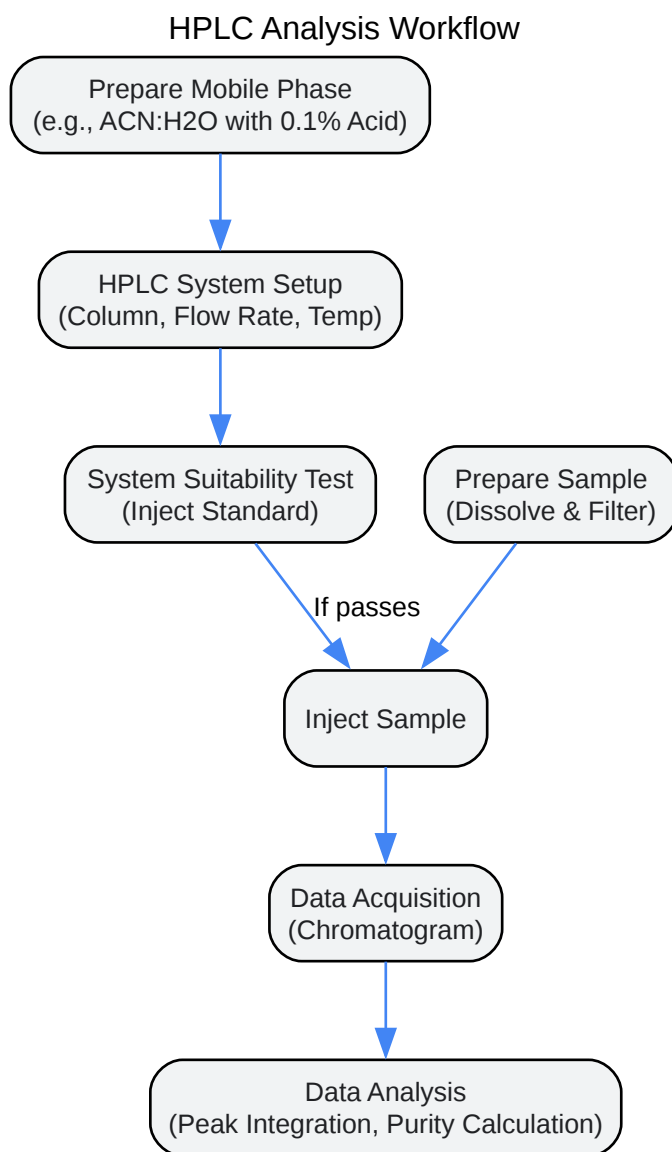 HPLC Analysis Workflow
Prepare Mobile Phase
(e.g., ACN:H2O with 0.1% Acid)
HPLC System Setup
(Column, Flow Rate, Temp)
System Suitability Test
(Inject Standard)
Prepare Sample
(Dissolve & Filter)
If passes
Inject Sample
Data Acquisition
(Chromatogram)
Data Analysis
(Peak Integration, Purity Calculation)